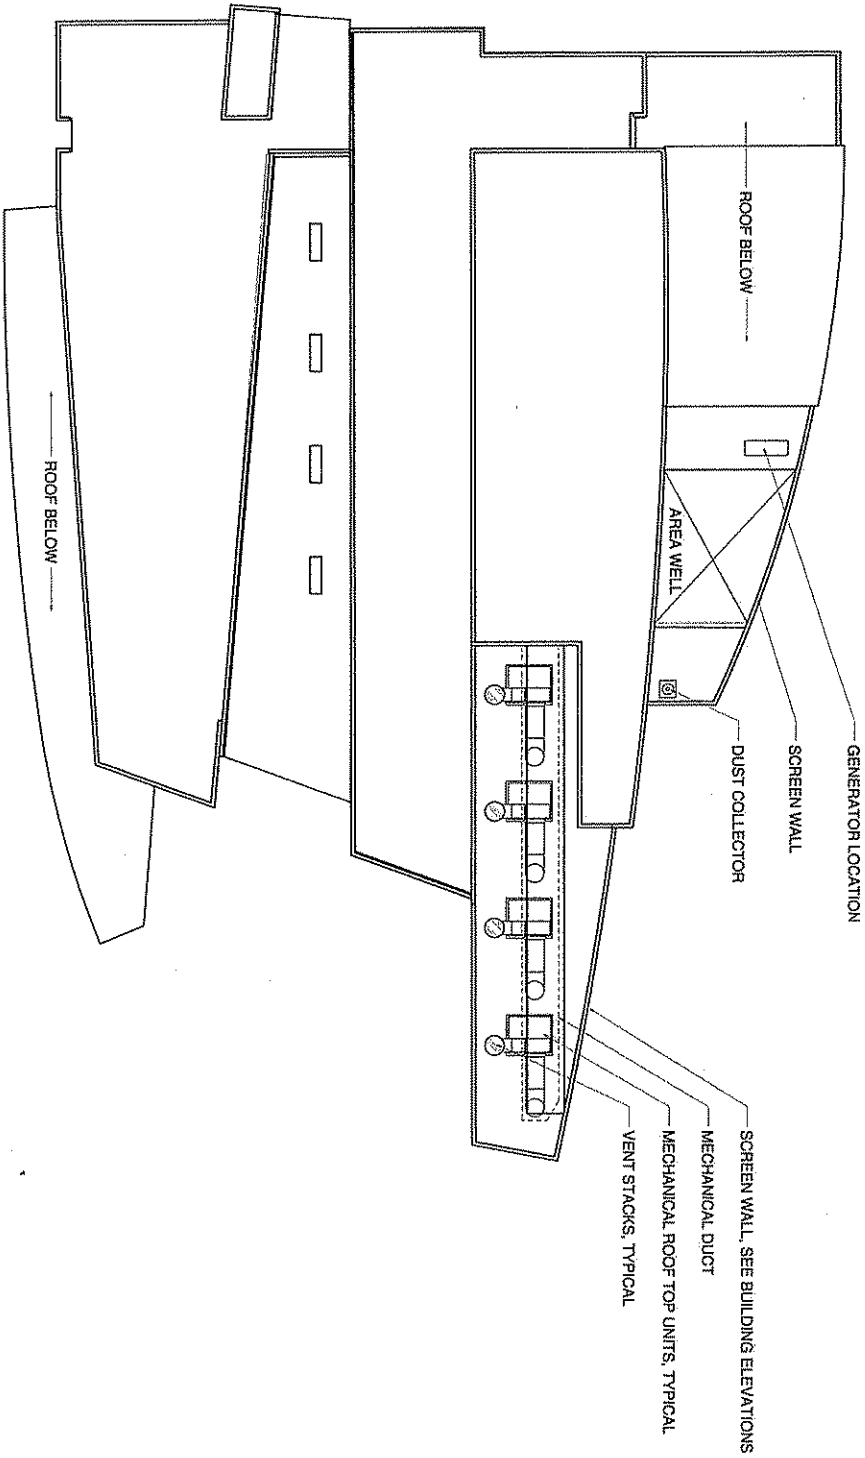 GENERATOR LOCATION
SCREEN WALL
DUST COLLECTOR
SCREEN WALL, SEE BUILDING ELEVATIONS
MECHANICAL DUCT
MECHANICAL ROOF TOP UNITS, TYPICAL
VENT STACKS, TYPICAL
ROOF BELOW
AREA WELL
ROOF BELOW